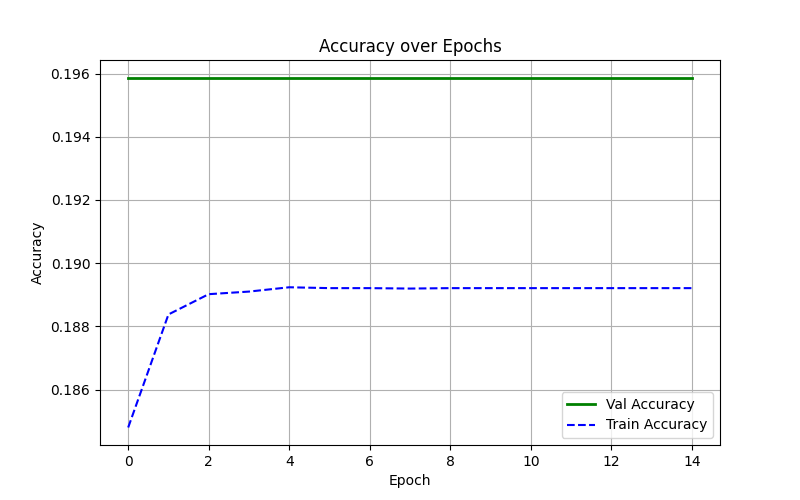 Accuracy over Epochs
Accuracy
0.196
0.194
0.192
0.190
0.188
0.186
0 2 4 6 8 10 12 14
Epoch
Val Accuracy
Train Accuracy